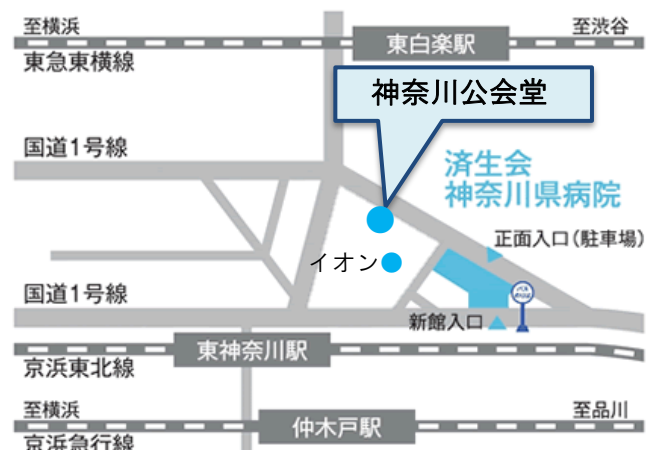 至横浜
至渋谷
東白楽駅
東急東横線
神奈川公会堂
国道1号線
済生会
神奈川県病院
正面入口(駐車場)
イオン
国道1号線
新館入口
東神奈川駅
京浜東北線
至横浜
至品川
仲木戸駅
京浜急行線